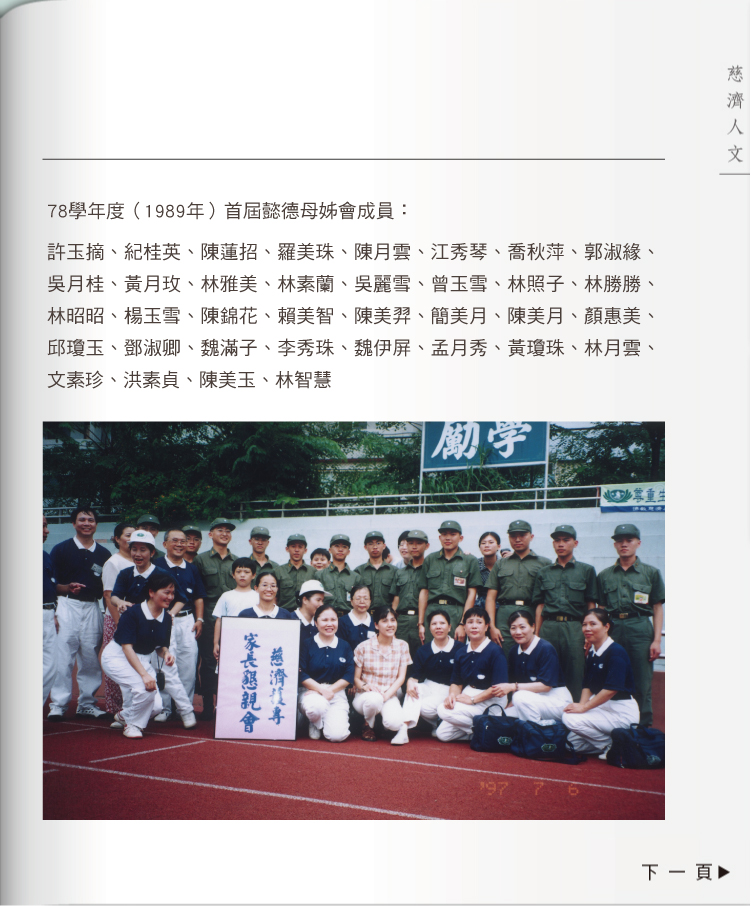 慈濟人文
78學年度（1989年）首屆懿德母姊會成員：
許玉摘、紀桂英、陳蓮招、羅美珠、陳月雲、江秀琴、喬秋萍、郭淑緣、
吳月桂、黃月玫、林雅美、林素蘭、吳麗雪、曾玉雪、林照子、林勝勝、
林昭昭、楊玉雪、陳錦花、賴美智、陳美羿、簡美月、陳美月、顏惠美、
邱瓊玉、鄧淑卿、魏滿子、李秀珠、魏伊屏、孟月秀、黃瓊珠、林月雲、
文素珍、洪素貞、陳美玉、林智慧
勵學
尊重生
慈濟護專
家長懇親會
'97 7 6
下一頁▶